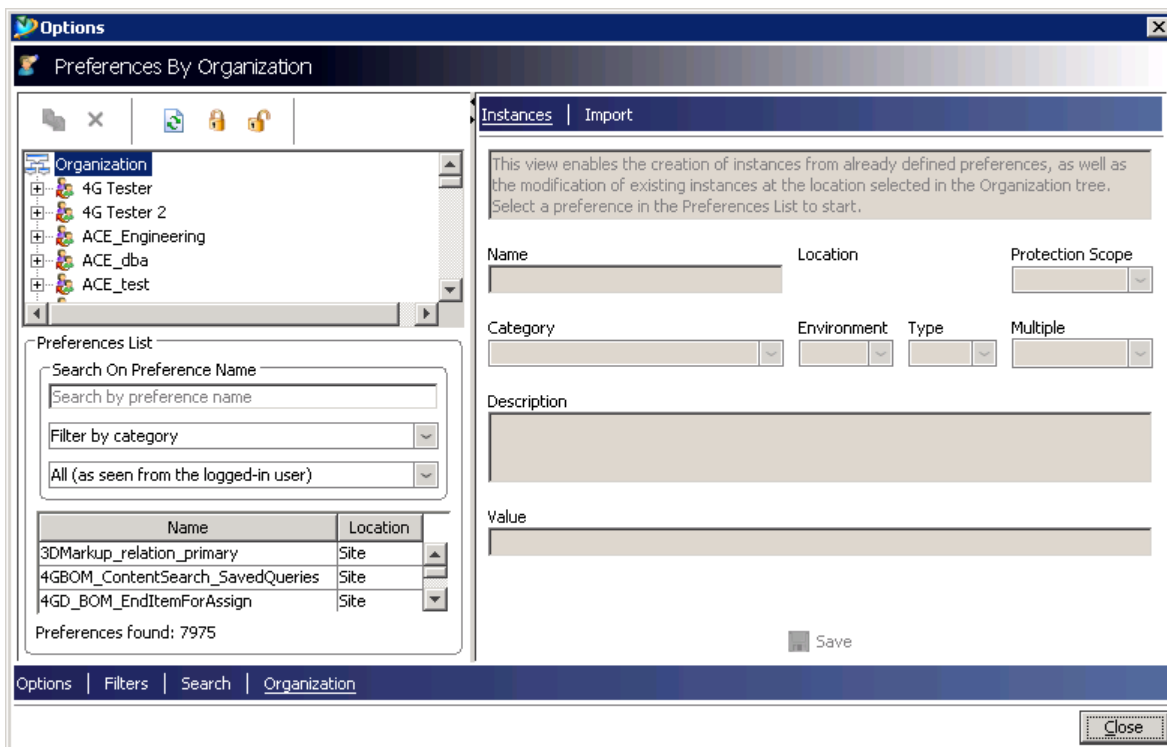 Options
Preferences By Organization
Instances | Import
Organization
4G Tester
4G Tester 2
ACE_Engineering
ACE_dba
ACE_test
Preferences List
Search On Preference Name
Search by preference name
Filter by category
All (as seen from the logged-in user)
Name Location
3DMarkup_relation_primary Site
4GBOM_ContentSearch_SavedQueries Site
4GD_BOM_EndItemForAssign Site
Preferences found: 7975
This view enables the creation of instances from already defined preferences, as well as
the modification of existing instances at the location selected in the Organization tree.
Select a preference in the Preferences List to start.
Name Location Protection Scope
Category Environment Type Multiple
Description
Value
Save
Options | Filters | Search | Organization
Close